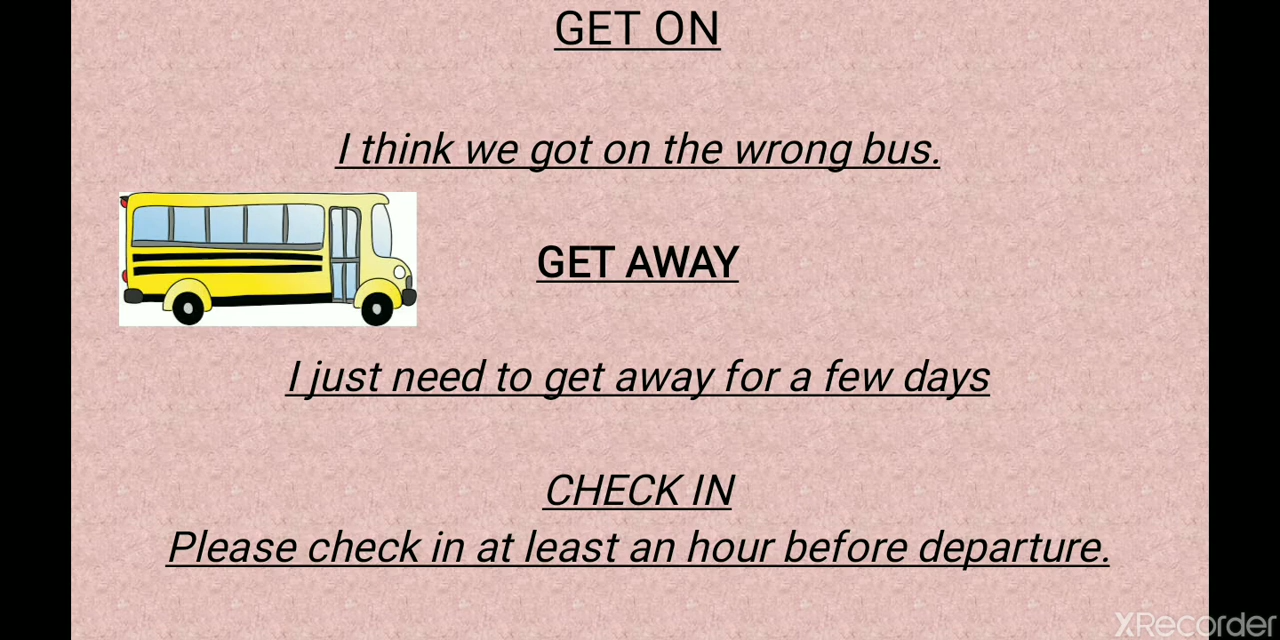 GET ON
I think we got on the wrong bus.
GET AWAY
I just need to get away for a few days
CHECK IN
Please check in at least an hour before departure.
XRecorder